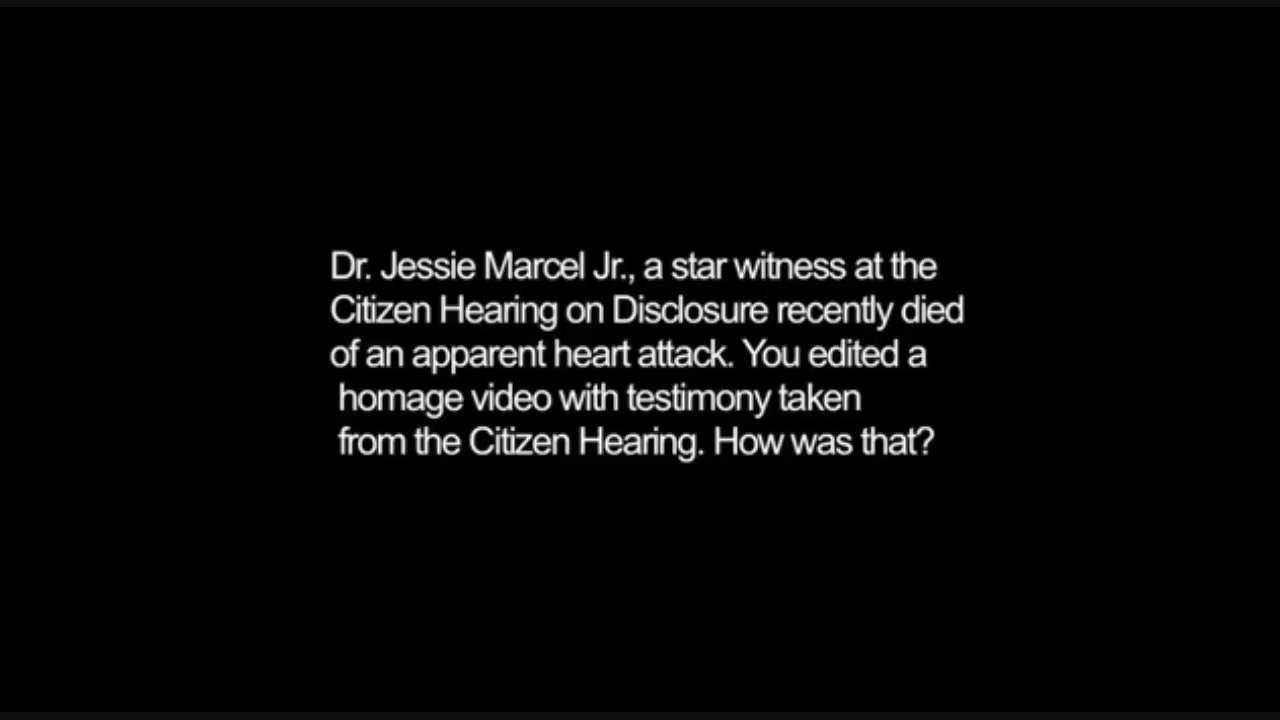 Dr. Jessie Marcel Jr., a star witness at the
Citizen Hearing on Disclosure recently died
of an apparent heart attack. You edited a
homage video with testimony taken
from the Citizen Hearing. How was that?